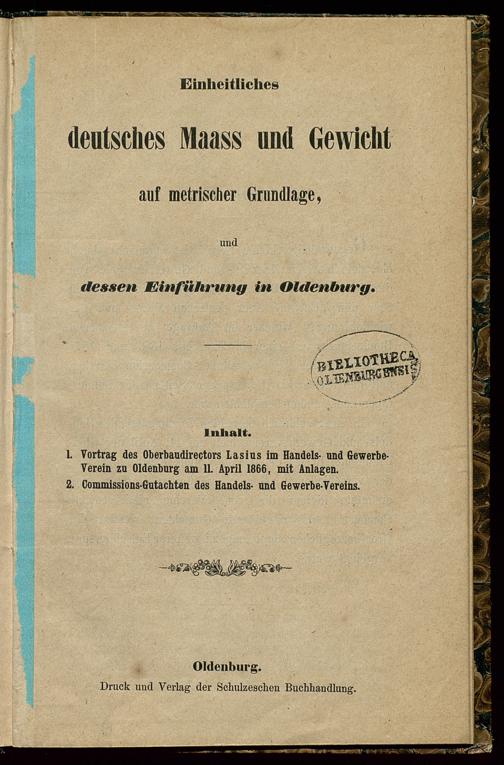 Einheitliches
deutsches Maass und Gewicht
auf metrischer Grundlage,
und
dessen Einführung in Oldenburg.
BIBLIOTHECA
OLDENBURGENSIS
Inhalt.
1. Vortrag des Oberbaudirectors Lasius im Handels- und Gewerbe-
Verein zu Oldenburg am 11. April 1866, mit Anlagen.
2. Commissions-Gutachten des Handels- und Gewerbe-Vereins.
Oldenburg.
Druck und Verlag der Schulzeschen Buchhandlung.